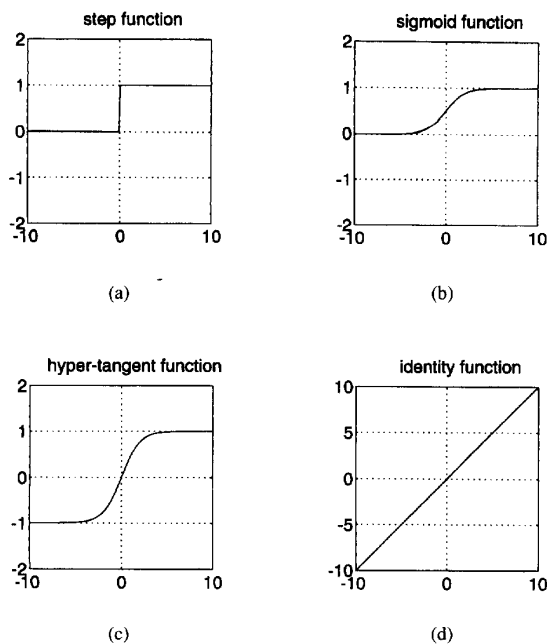 step function
2
1
0
-1
-2
-10 0 10
(a)
sigmoid function
2
1
0
-1
-2
-10 0 10
(b)
hyper-tangent function
2
1
0
-1
-2
-10 0 10
(c)
identity function
10
5
0
-5
-10
-10 0 10
(d)